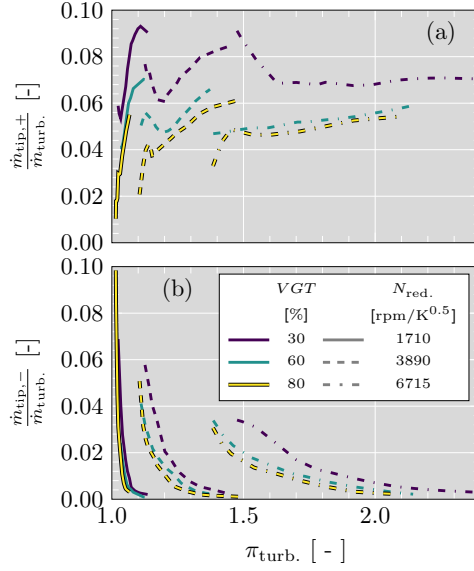 0.10
0.08
0.06
0.04
0.02
0.00
ṁtip,+ / ṁturb. [-]
(a)
0.10
0.08
0.06
0.04
0.02
0.00
ṁtip,− / ṁturb. [-]
(b)
VGT Nred.
[%] [rpm/K^0.5]
30 1710
60 3890
80 6715
1.0 1.5 2.0
πturb. [ - ]